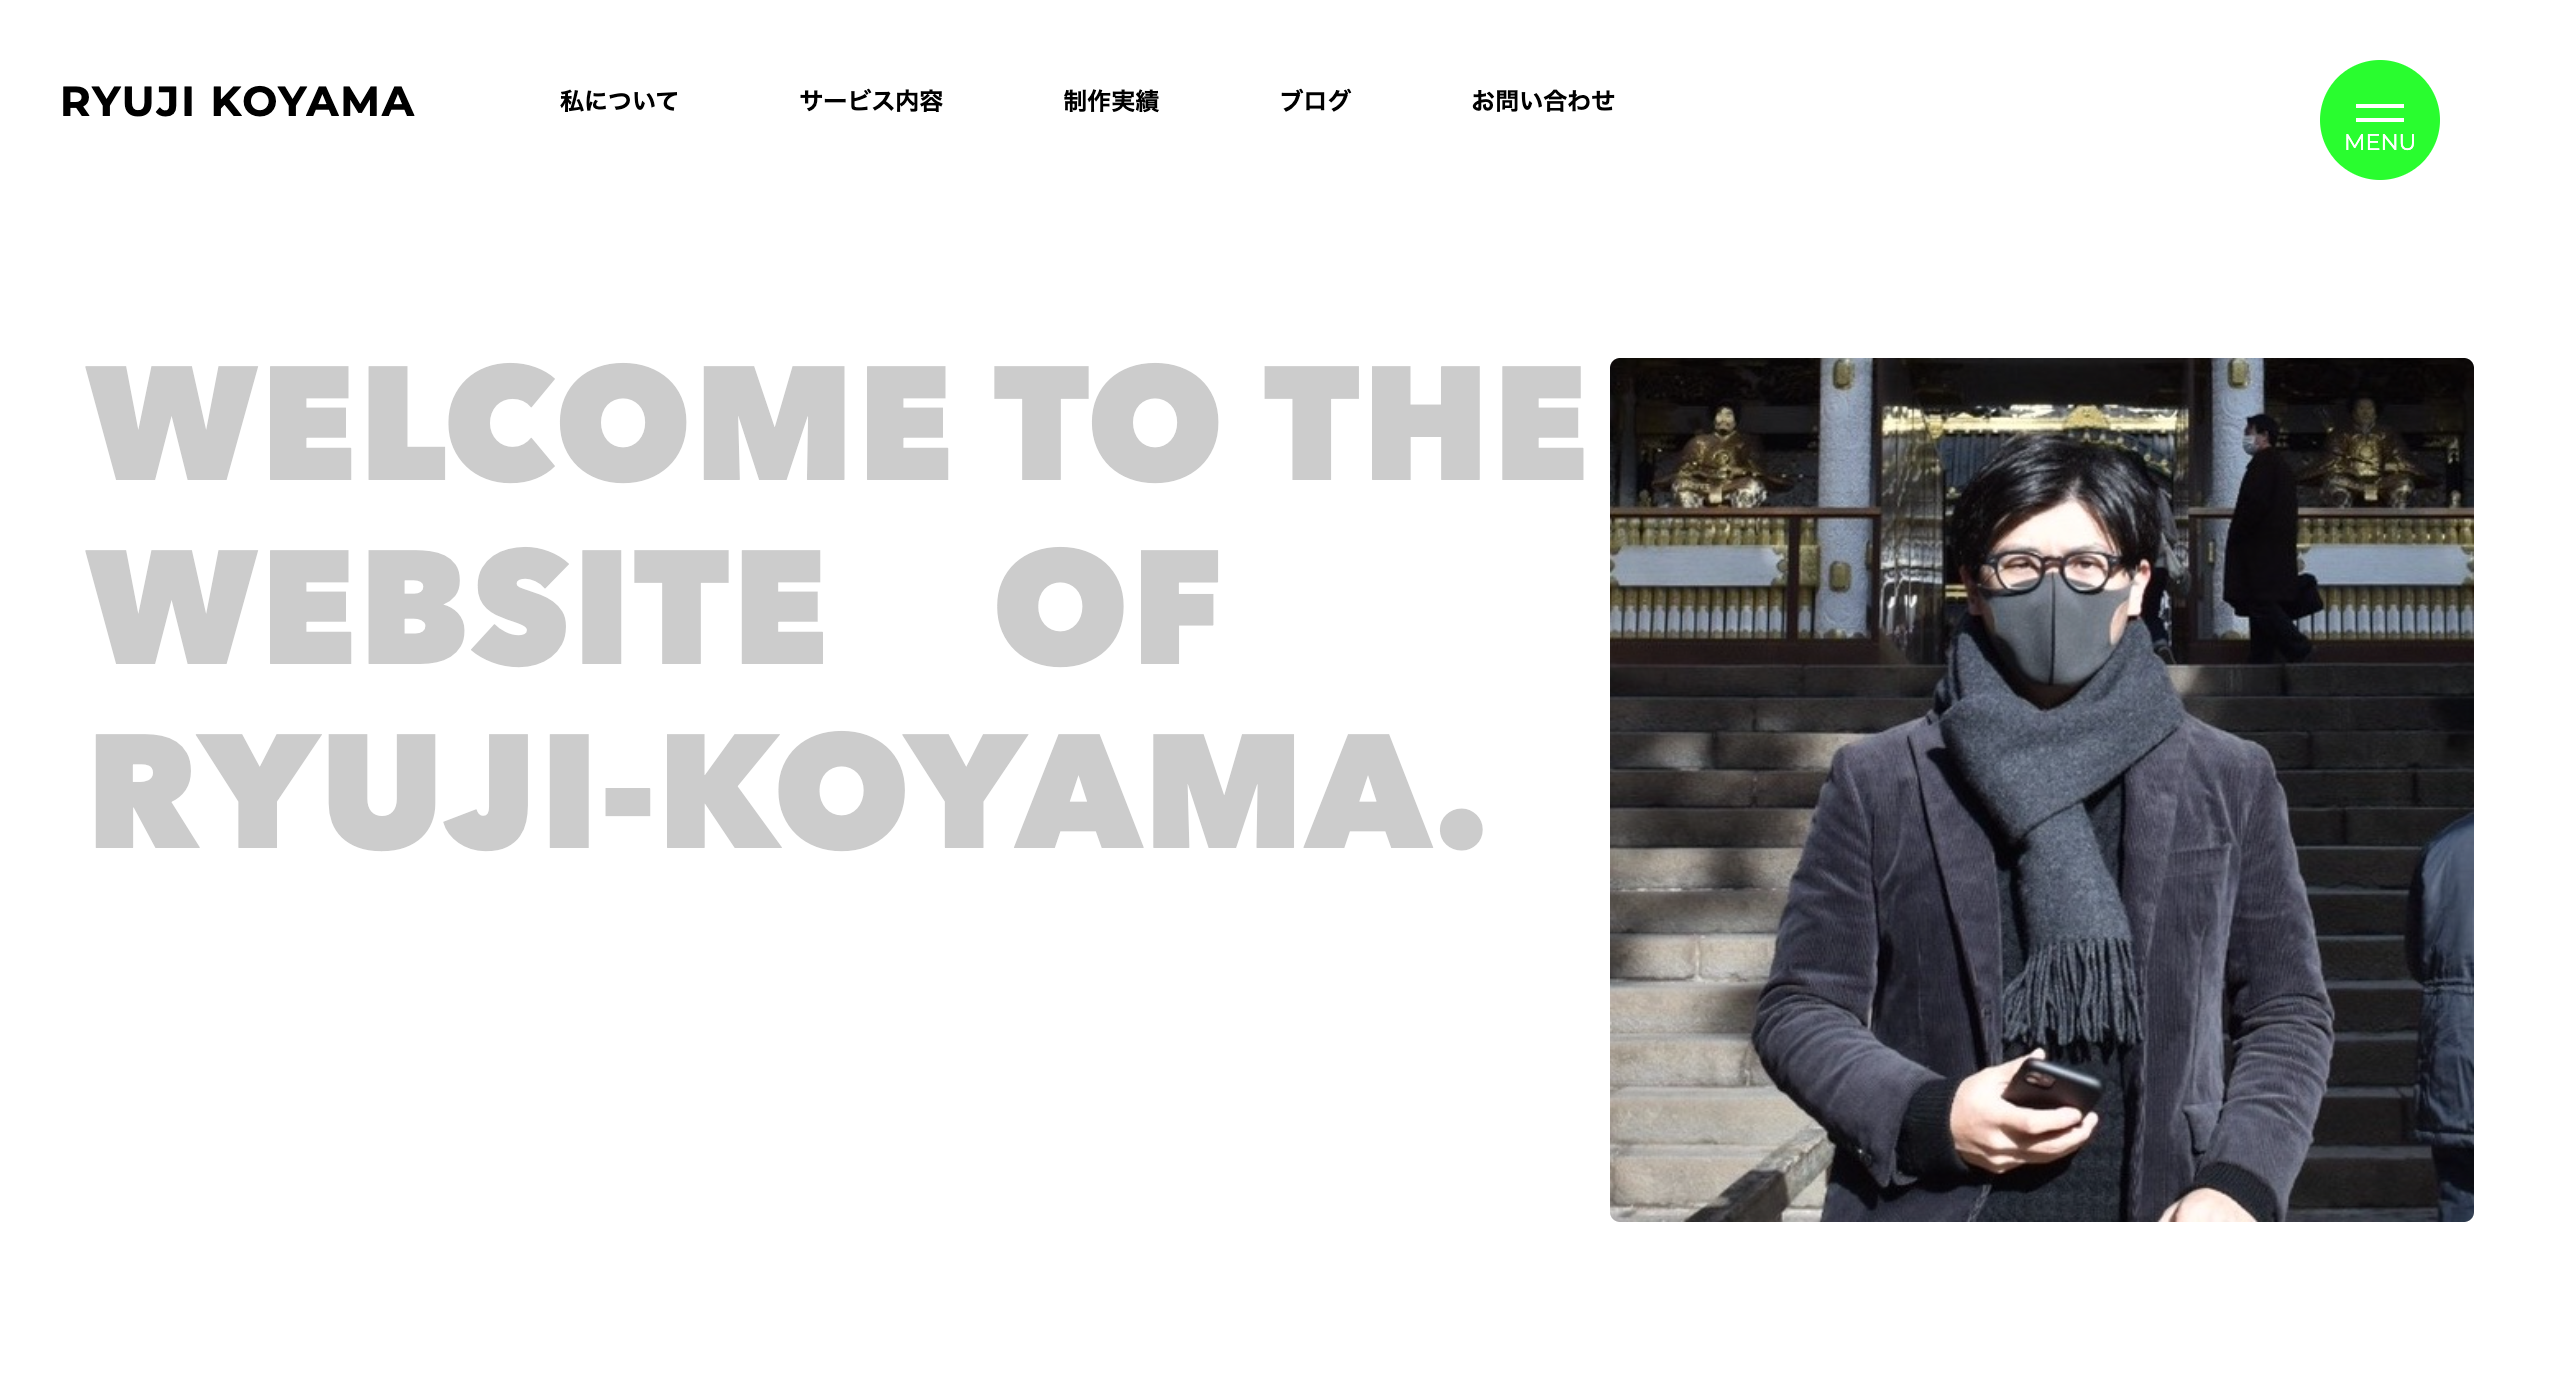 RYUJI KOYAMA
私について
サービス内容
制作実績
ブログ
お問い合わせ
MENU
WELCOME TO THE
WEBSITE OF
RYUJI-KOYAMA.